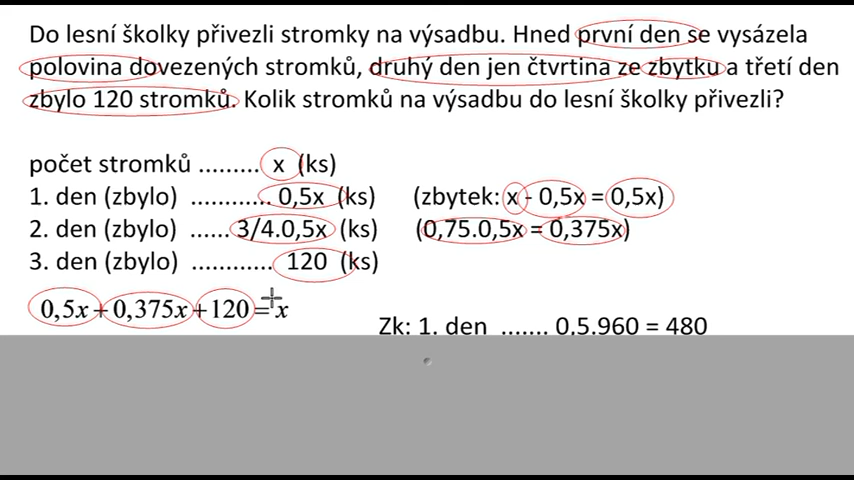 Do lesní školky přivezli stromky na výsadbu. Hned první den se vysázela
polovina dovezených stromků, druhý den jen čtvrtina ze zbytku a třetí den
zbylo 120 stromků. Kolik stromků na výsadbu do lesní školky přivezli?
počet stromků ......... x (ks)
1. den (zbylo) ............ 0,5x (ks) (zbytek: x - 0,5x = 0,5x)
2. den (zbylo) ...... 3/4.0,5x (ks) (0,75.0,5x = 0,375x)
3. den (zbylo) ............ 120 (ks)
0,5x + 0,375x + 120 = x
Zk: 1. den ....... 0,5.960 = 480